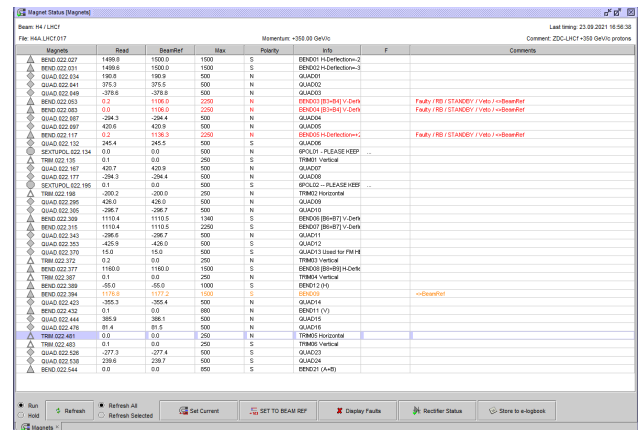 Magnet Status [Magnets]
Beam: H4 / LHCf Last timing: 23.09.2021 16:56:38
File: H4A.LHCf.017 Momentum: +350.00 GeV/c Comment: ZDC-LHCf +350 GeV/c protons
Magnets Read BeamRef Max Polarity Info F Comments
BEND.022.027 1499.8 1500.0 1500 S BEND01 H-Deflection=-2
BEND.022.031 1499.6 1500.0 1500 S BEND02 H-Deflection=-3
QUAD.022.034 190.8 190.9 500 N QUAD01
QUAD.022.041 375.3 375.5 500 N QUAD02
QUAD.022.049 -378.6 -378.8 500 N QUAD03
BEND.022.053 0.2 1106.0 2250 N BEND03 [B3+B4] V-Defl Faulty / RB / STANDBY / Veto / <>BeamRef
BEND.022.083 0.0 1106.0 2250 N BEND04 [B3+B4] V-Defl Faulty / RB / STANDBY / Veto / <>BeamRef
QUAD.022.087 -294.3 -294.4 500 N QUAD04
QUAD.022.097 420.6 420.9 500 N QUAD05
BEND.022.117 0.2 1136.3 2250 N BEND05 H-Deflection=+2 Faulty / RB / STANDBY / Veto / <>BeamRef
QUAD.022.132 245.4 245.5 500 N QUAD06
SEXTUPOL.022.134 0.0 0.0 500 N 6POL01 - PLEASE KEEP ...
TRIM.022.135 0.1 0.0 250 S TRIM01 Vertical
QUAD.022.167 420.7 420.9 500 N QUAD07
QUAD.022.177 -294.3 -294.4 500 N QUAD08
SEXTUPOL.022.195 0.1 0.0 500 S 6POL02 -- PLEASE KEEP ...
TRIM.022.198 -200.2 -200.0 250 N TRIM02 Horizontal
QUAD.022.295 426.0 426.0 500 N QUAD09
QUAD.022.305 -296.7 -296.7 500 N QUAD10
BEND.022.309 1110.4 1110.5 1340 S BEND06 [B6+B7] V-Defl
BEND.022.315 1110.4 1110.5 2250 S BEND07 [B6+B7] V-Defl
QUAD.022.343 -296.6 -296.7 500 N QUAD11
QUAD.022.353 -425.9 -426.0 500 S QUAD12
QUAD.022.370 15.0 15.0 500 S QUAD13 Used for FM H
TRIM.022.372 0.2 0.0 250 N TRIM03 Vertical
BEND.022.377 1160.0 1160.0 1500 S BEND08 [B8+B9] H-Defl
TRIM.022.387 0.1 0.0 250 N TRIM04 Vertical
BEND.022.389 -55.0 -55.0 1000 S BEND12 (H)
BEND.022.394 1178.8 1177.2 1500 S BEND09 <>BeamRef
QUAD.022.423 -355.3 -355.4 500 N QUAD14
BEND.022.432 0.1 0.0 880 N BEND11 (V)
QUAD.022.444 385.9 386.1 500 S QUAD15
QUAD.022.476 81.4 81.5 500 N QUAD16
TRIM.022.481 0.0 0.0 250 N TRIM05 Horizontal
TRIM.022.483 0.1 0.0 250 S TRIM06 Vertical
QUAD.022.526 -277.3 -277.4 500 S QUAD23
QUAD.022.538 239.6 239.7 500 S QUAD24
BEND.022.544 0.0 0.0 850 S BEND21 (A+B)
Run Refresh All
Refresh Set Current SET TO BEAM REF Display Faults Rectifier Status Store to e-logbook
Hold Refresh Selected
Magnets ×